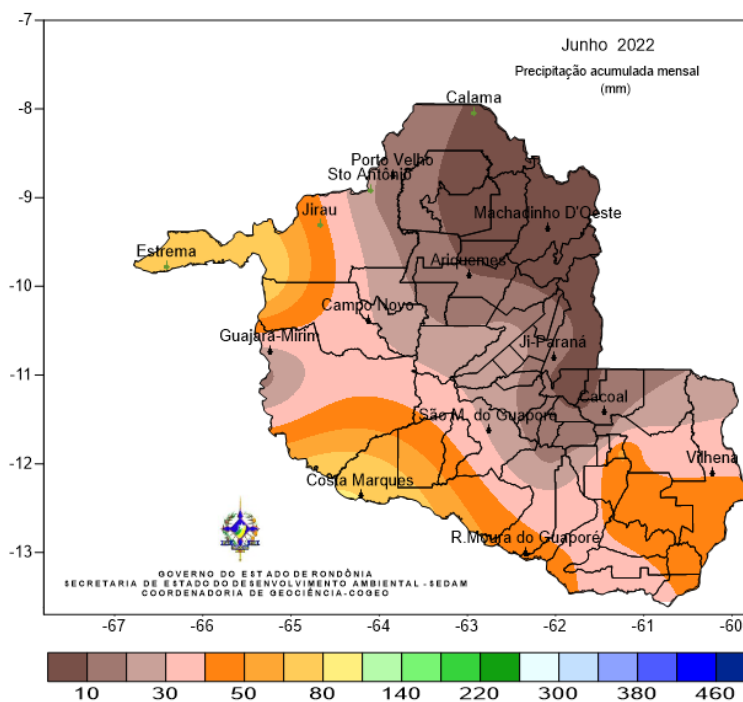 Junho 2022
Precipitação acumulada mensal
(mm)
-7
-8
-9
-10
-11
-12
-13
Calama
Porto Velho
Sto Antônio
Jirau
Machadinho D'Oeste
Estrema
Ariquemes
Campo Novo
Guajará-Mirim
Ji-Paraná
Cacoal
São M. do Guaporé
Vilhena
Costa Marques
R.Moura do Guaporé
GOVERNO DO ESTADO DE RONDÔNIA
SECRETARIA DE ESTADO DO DESENVOLVIMENTO AMBIENTAL - SEDAM
COORDENADORIA DE GEOCIÊNCIA-COGEO
-67 -66 -65 -64 -63 -62 -61 -60
10 30 50 80 140 220 300 380 460